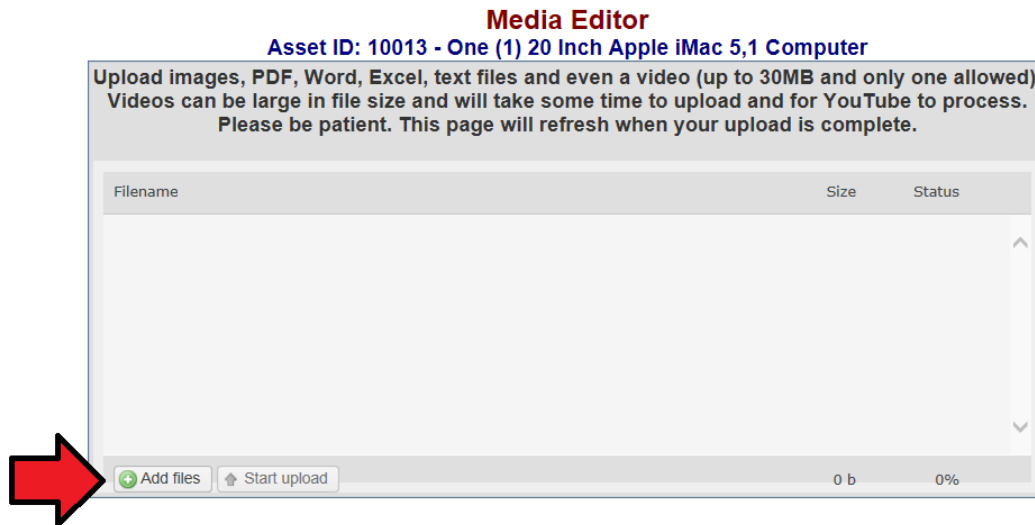 Media Editor
Asset ID: 10013 - One (1) 20 Inch Apple iMac 5,1 Computer
Upload images, PDF, Word, Excel, text files and even a video (up to 30MB and only one allowed)
Videos can be large in file size and will take some time to upload and for YouTube to process.
Please be patient. This page will refresh when your upload is complete.
Filename Size Status
Add files Start upload 0 b 0%